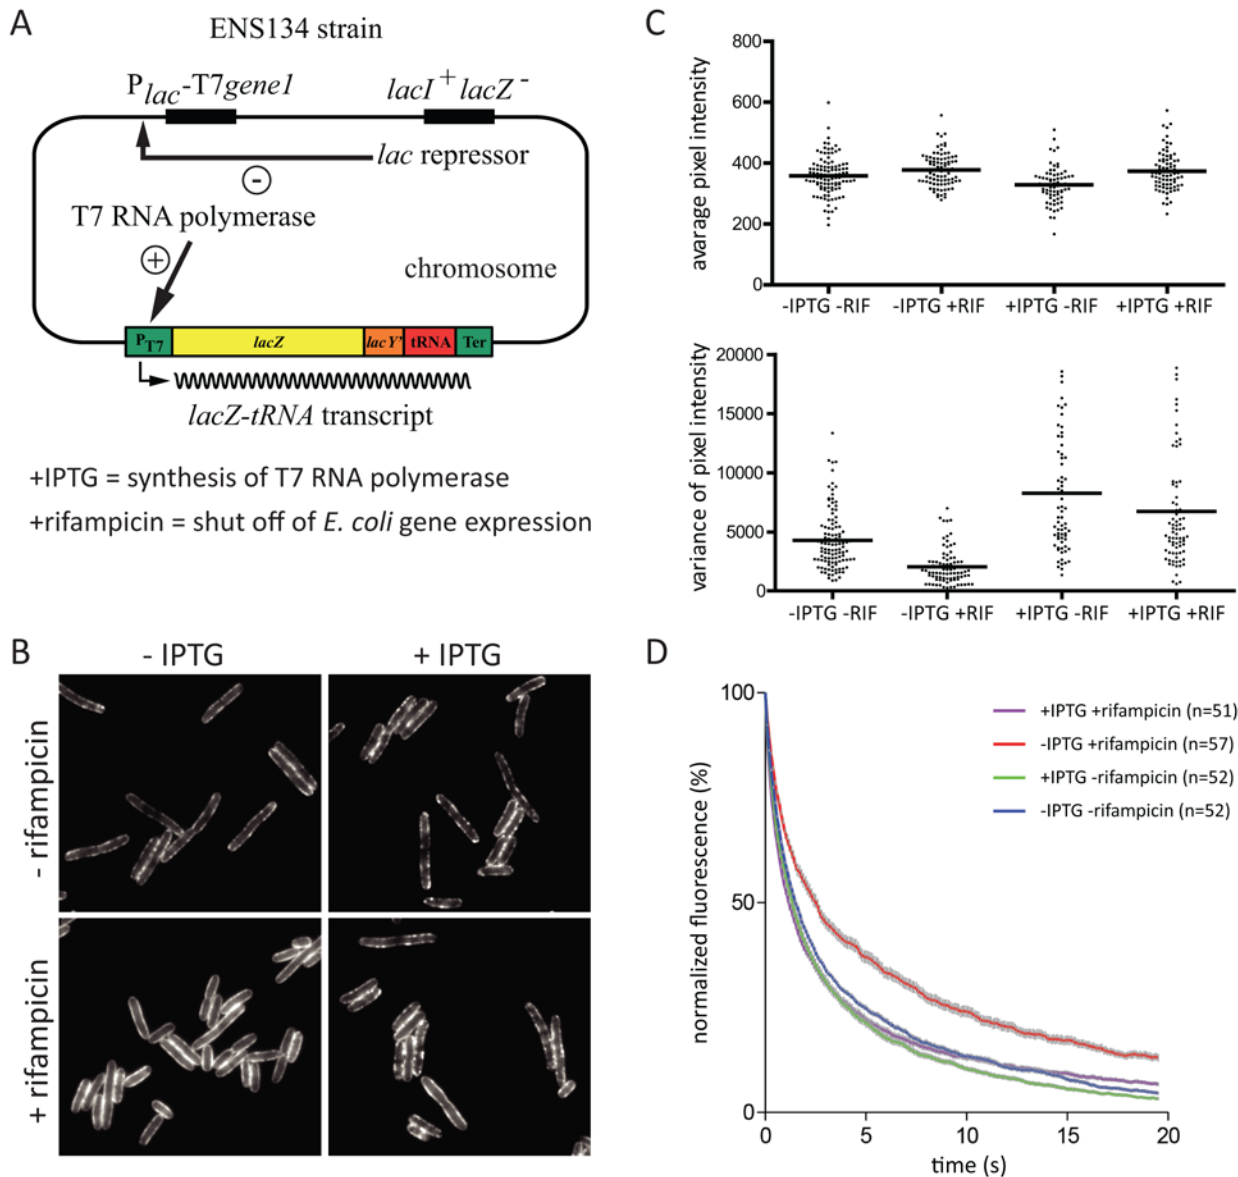 A
ENS134 strain
Plac-T7gene1
lacI+lacZ-
lac repressor
-
T7 RNA polymerase
+
chromosome
PT7 lacZ lac Y' tRNA Ter
lacZ-tRNA transcript
+IPTG = synthesis of T7 RNA polymerase
+rifampicin = shut off of E. coli gene expression
B
- IPTG + IPTG
- rifampicin
+ rifampicin
C
avarage pixel intensity
800
600
400
200
0
-IPTG -RIF -IPTG +RIF +IPTG -RIF +IPTG +RIF
variance of pixel intensity
20000
15000
10000
5000
0
-IPTG -RIF -IPTG +RIF +IPTG -RIF +IPTG +RIF
D
normalized fluorescence (%)
100
50
0
+IPTG +rifampicin (n=51)
-IPTG +rifampicin (n=57)
+IPTG -rifampicin (n=52)
-IPTG -rifampicin (n=52)
0 5 10 15 20
time (s)